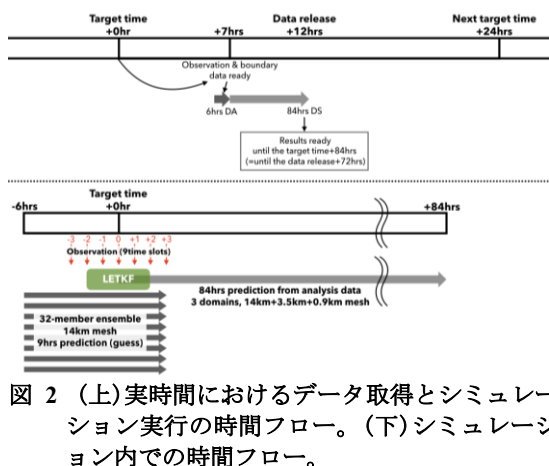 Target time
+0hr
+7hrs
Data release
+12hrs
Next target time
+24hrs
Observation & boundary
data ready
6hrs DA
84hrs DS
Results ready
until the target time+84hrs
(=until the data release+72hrs)
-6hrs
Target time
+0hr
+84hrs
-3 -2 -1 0 +1 +2 +3
Observation (9time slots)
LETKF
84hrs prediction from analysis data
3 domains, 14km+3.5km+0.9km mesh
32-member ensemble
14km mesh
9hrs prediction (guess)
図 2 (上)実時間におけるデータ取得とシミュレー
ション実行の時間フロー。(下)シミュレーシ
ョン内での時間フロー。